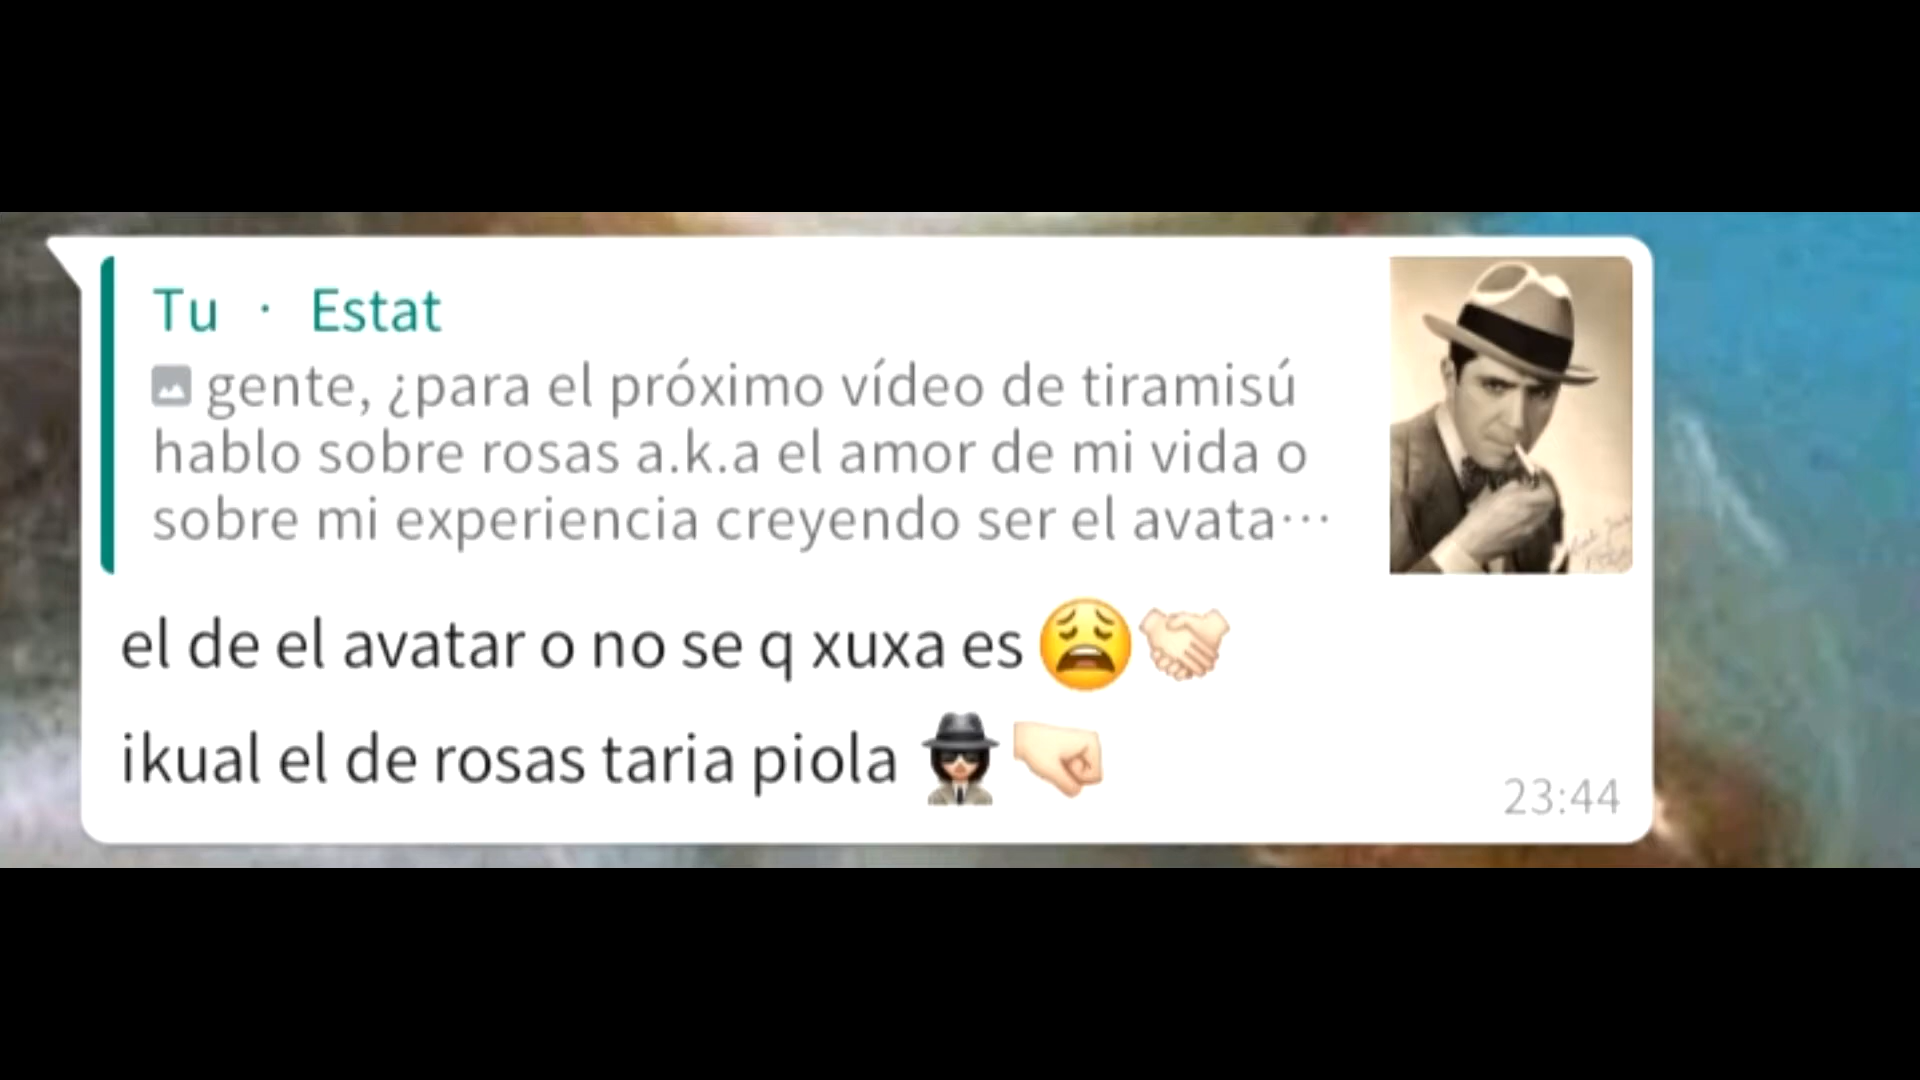 Tu · Estat
gente, ¿para el próximo vídeo de tiramisú
hablo sobre rosas a.k.a el amor de mi vida o
sobre mi experiencia creyendo ser el avata···
el de el avatar o no se q xuxa es 😩🤝🏻
ikual el de rosas taria piola 🕵🏻‍♀️🤜🏻
23:44